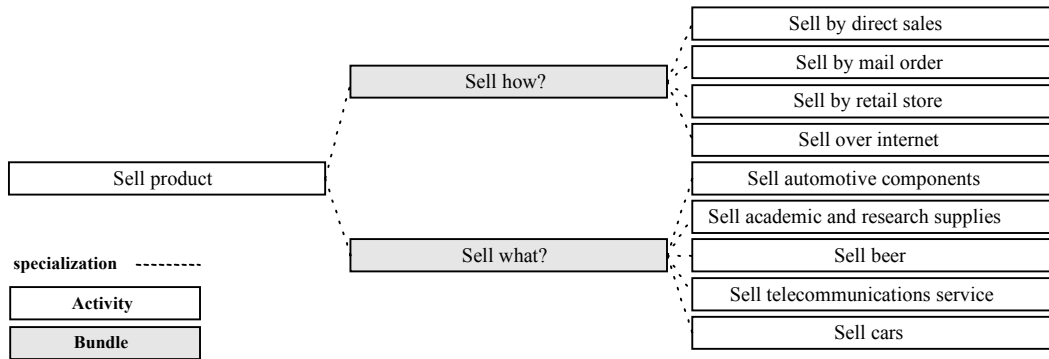 Sell by direct sales
Sell by mail order
Sell how?
Sell by retail store
Sell over internet
Sell product
Sell automotive components
Sell academic and research supplies
Sell what?
Sell beer
Sell telecommunications service
Sell cars
specialization
Activity
Bundle